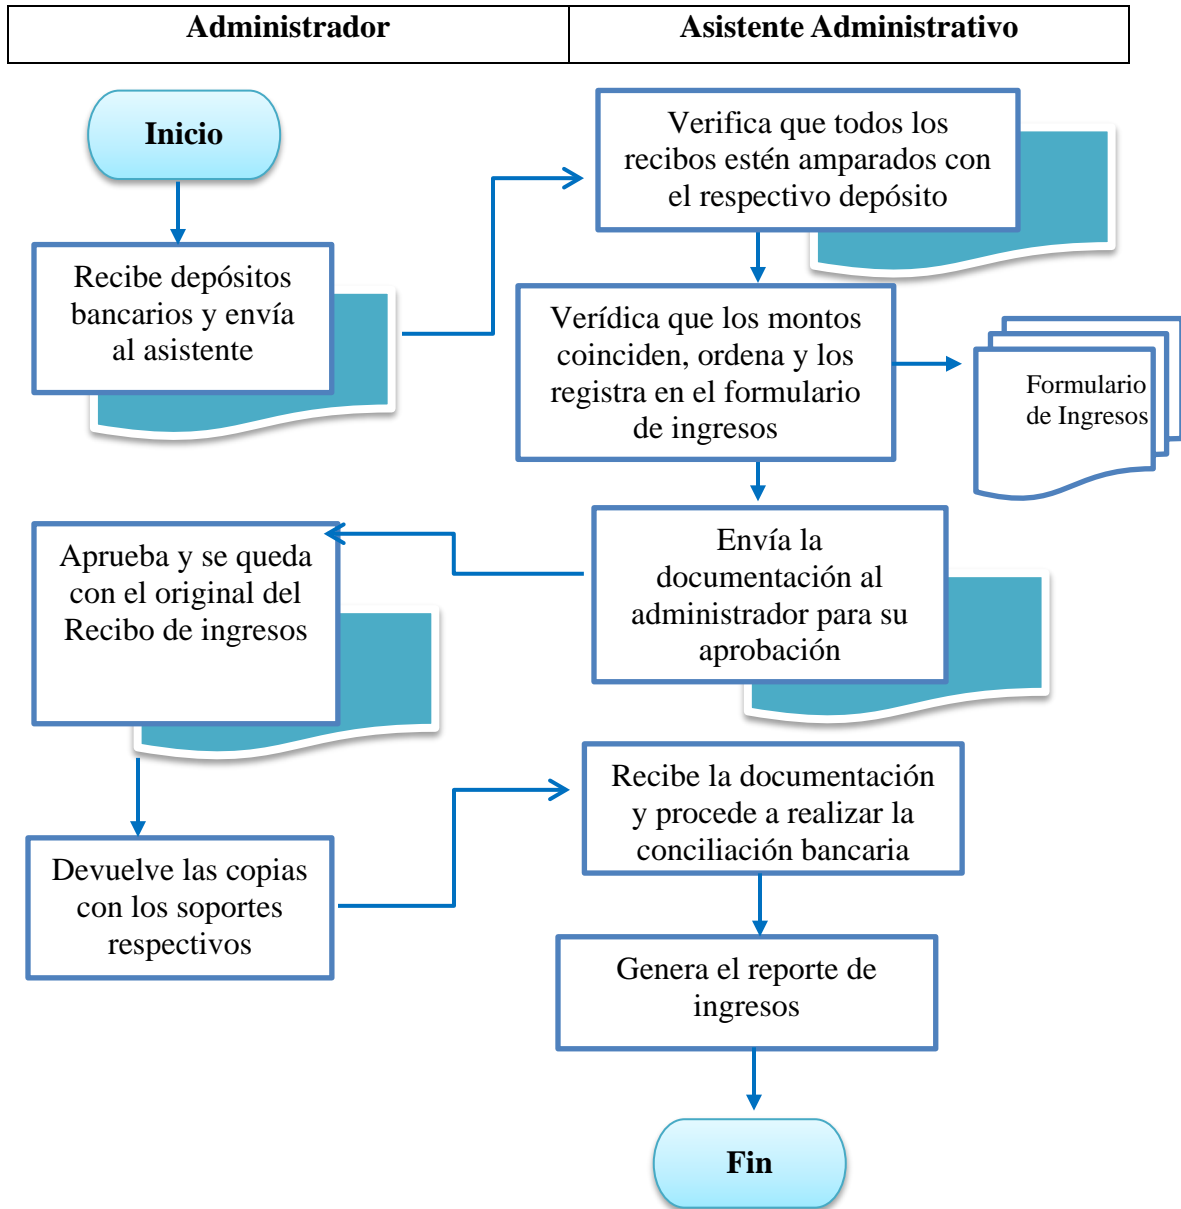 Administrador
Asistente Administrativo
Inicio
Recibe depósitos
bancarios y envía
al asistente
Verifica que todos los
recibos estén amparados con
el respectivo depósito
Verídica que los montos
coinciden, ordena y los
registra en el formulario
de ingresos
Formulario
de Ingresos
Envía la
documentación al
administrador para su
aprobación
Aprueba y se queda
con el original del
Recibo de ingresos
Devuelve las copias
con los soportes
respectivos
Recibe la documentación
y procede a realizar la
conciliación bancaria
Genera el reporte de
ingresos
Fin